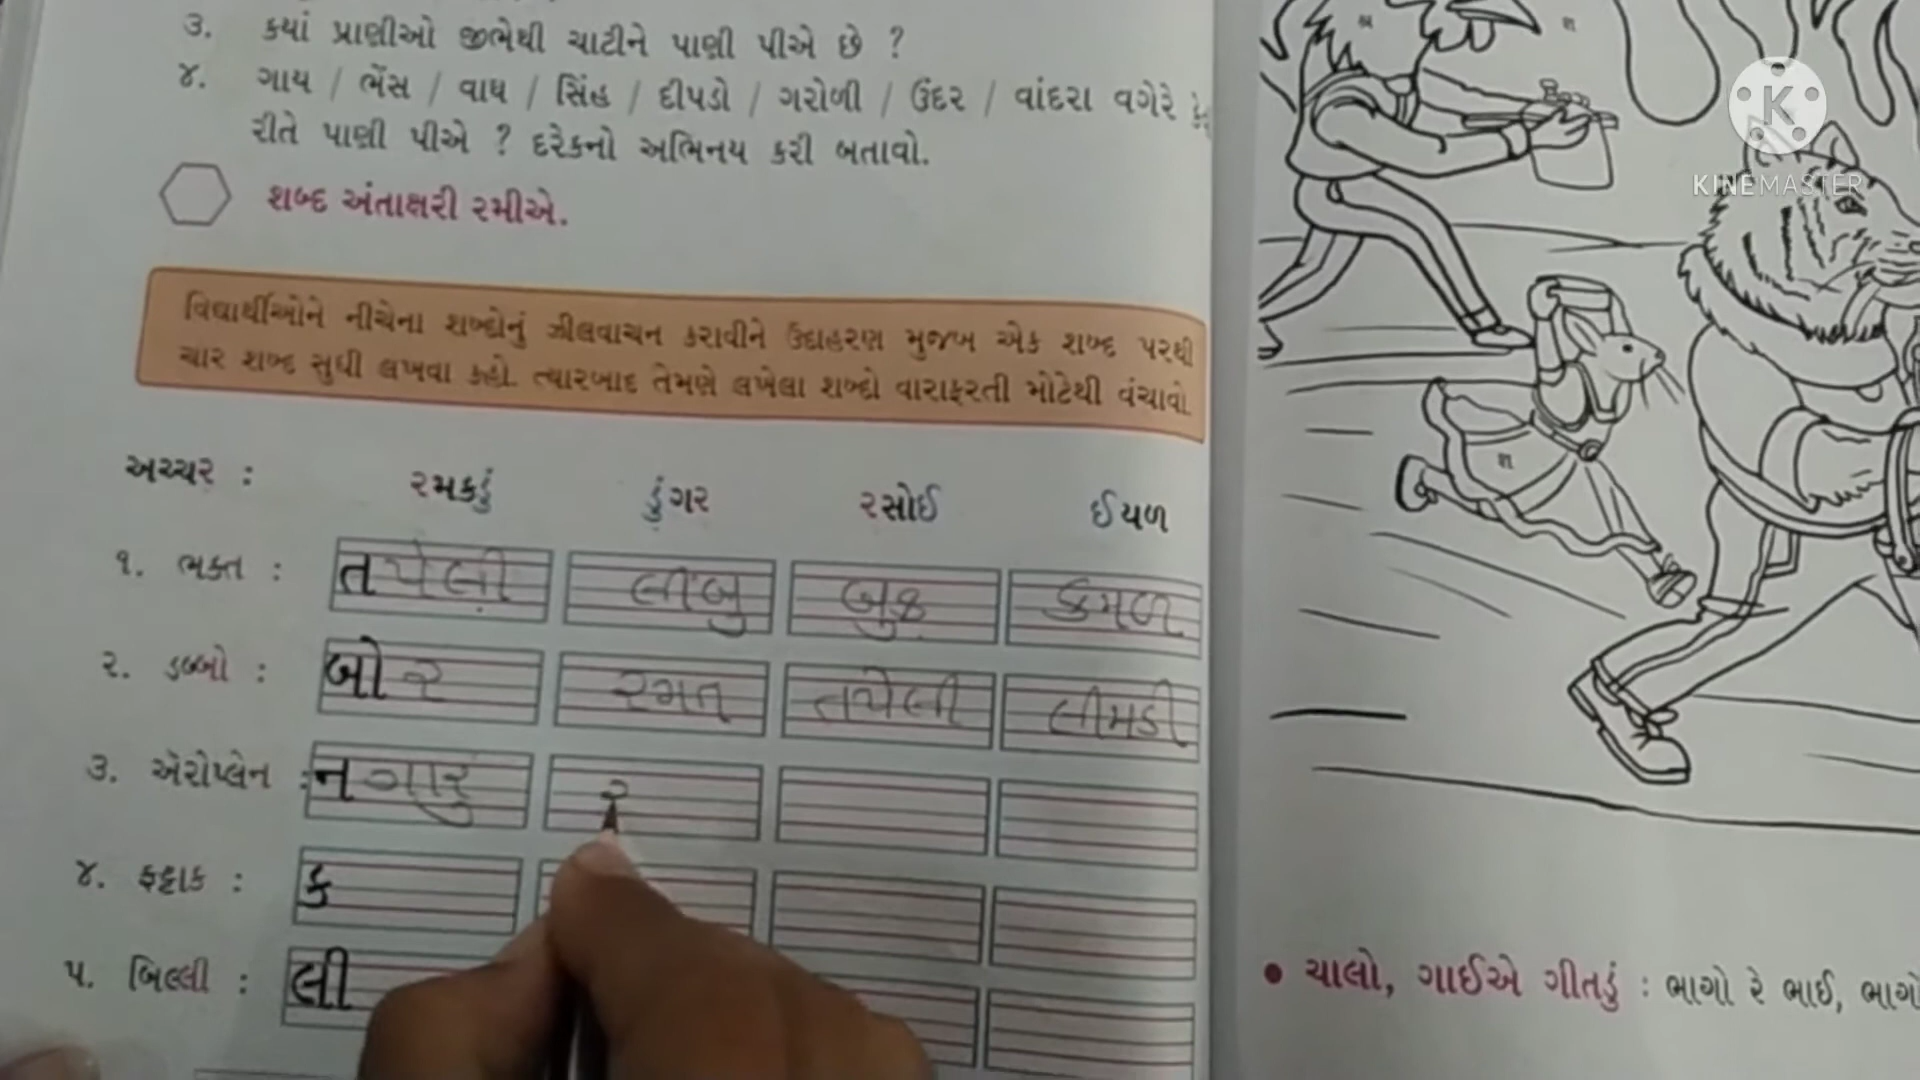 ૩. કયાં પ્રાણીઓ જીભેથી ચાટીને પાણી પીએ છે ?
૪. ગાય / ભેંસ / વાઘ / સિંહ / દીપડો / ગરોળી / ઉંદર / વાંદરા વગેરે
રીતે પાણી પીએ ? દરેકનો અભિનય કરી બતાવો.
શબ્દ અંતાક્ષરી રમીએ.
વિદ્યાર્થીઓને નીચેના શબ્દોનું ઝીલવાચન કરાવીને ઉદાહરણ મુજબ એક શબ્દ પરથી
ચાર શબ્દ સુધી લખવા કહો. ત્યારબાદ તેમણે લખેલા શબ્દો વારાફરતી મોટેથી વંચાવો.
અચ્ચર : રમકડું ડુંગર રસોઈ ઈયળ
૧. ભક્ત : તપેલી લીંબુ બુક કમળ
૨. ડબ્બો : બોર રમત તપેલી લીમડી
૩. ઍરોપ્લેન : નગારું ર
૪. ફટ્ટાક : ક
૫. બિલ્લી : લી
શ્ર
શ
શ
K
KINEMASTER
• ચાલો, ગાઈએ ગીતડું : ભાગો રે ભાઈ, ભાગો